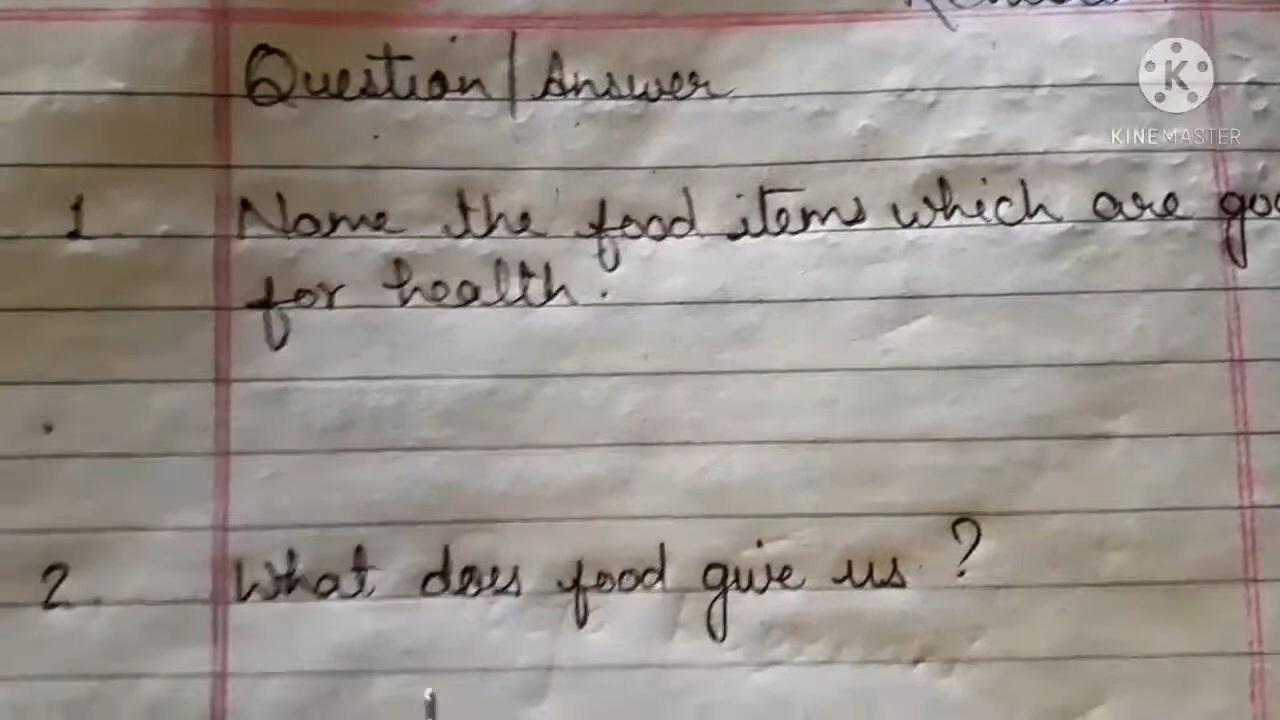 Question/Answer
K
KINEMASTER
1. Name the food items which are goo
for health.
2. What does food give us ?